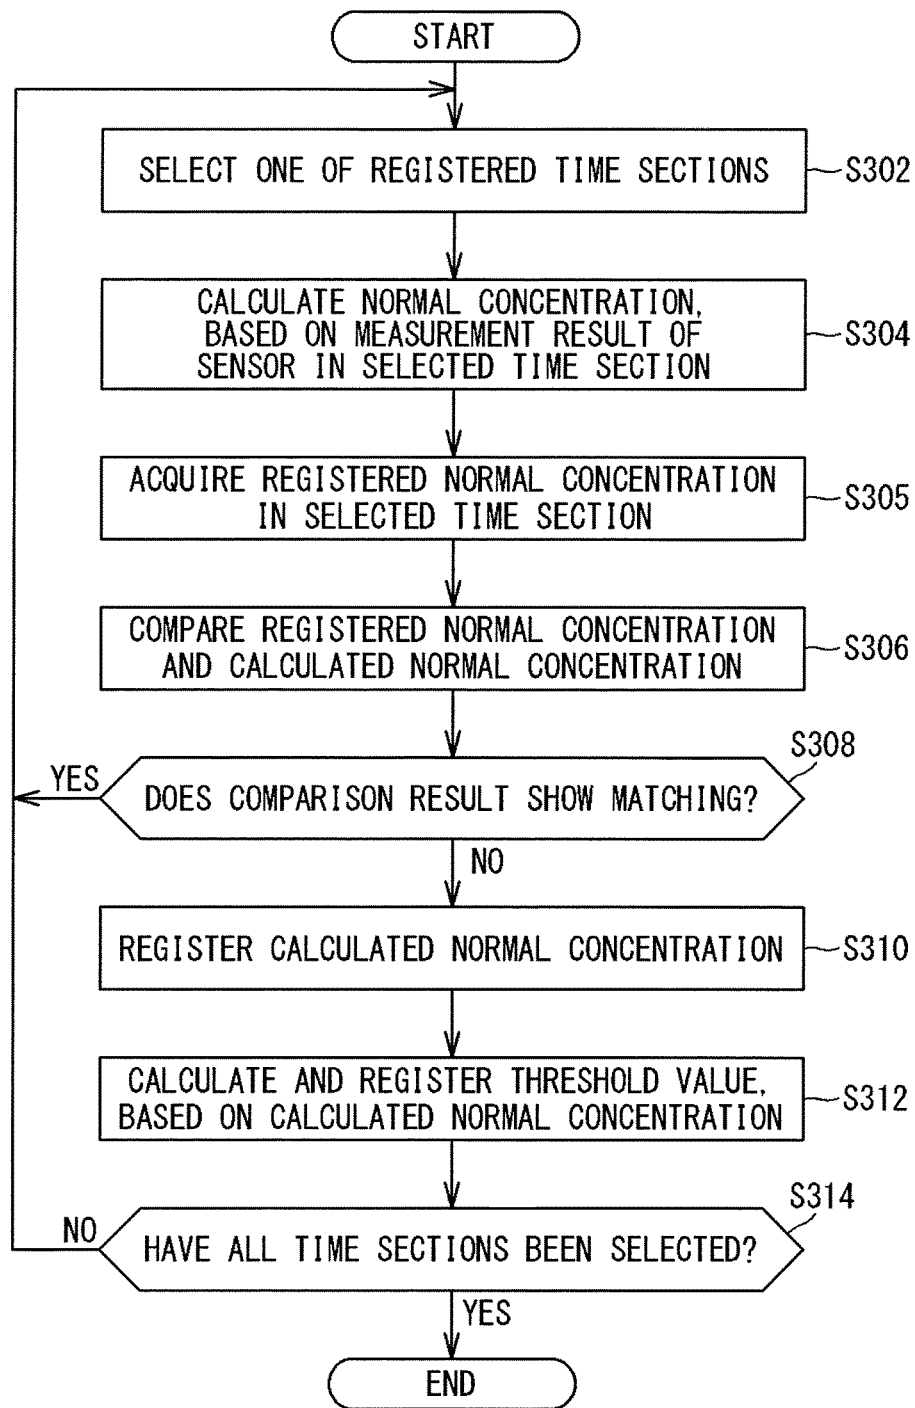 START
SELECT ONE OF REGISTERED TIME SECTIONS
S302
CALCULATE NORMAL CONCENTRATION,
BASED ON MEASUREMENT RESULT OF
SENSOR IN SELECTED TIME SECTION
S304
ACQUIRE REGISTERED NORMAL CONCENTRATION
IN SELECTED TIME SECTION
S305
COMPARE REGISTERED NORMAL CONCENTRATION
AND CALCULATED NORMAL CONCENTRATION
S306
S308
YES
DOES COMPARISON RESULT SHOW MATCHING?
NO
REGISTER CALCULATED NORMAL CONCENTRATION
S310
CALCULATE AND REGISTER THRESHOLD VALUE,
BASED ON CALCULATED NORMAL CONCENTRATION
S312
S314
NO
HAVE ALL TIME SECTIONS BEEN SELECTED?
YES
END